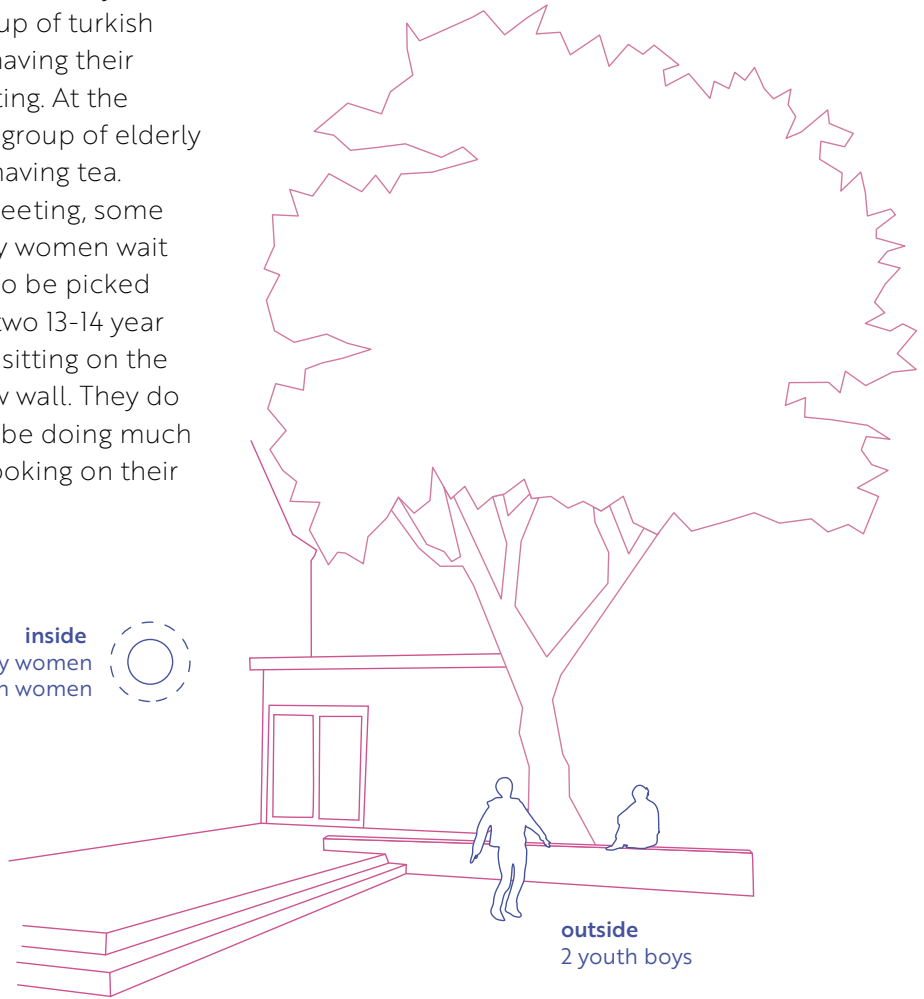 up of turkish
having their
ting. At the
group of elderly
having tea.
eeting, some
y women wait
o be picked
two 13-14 year
sitting on the
w wall. They do
be doing much
ooking on their
inside
y women
n women
outside
2 youth boys